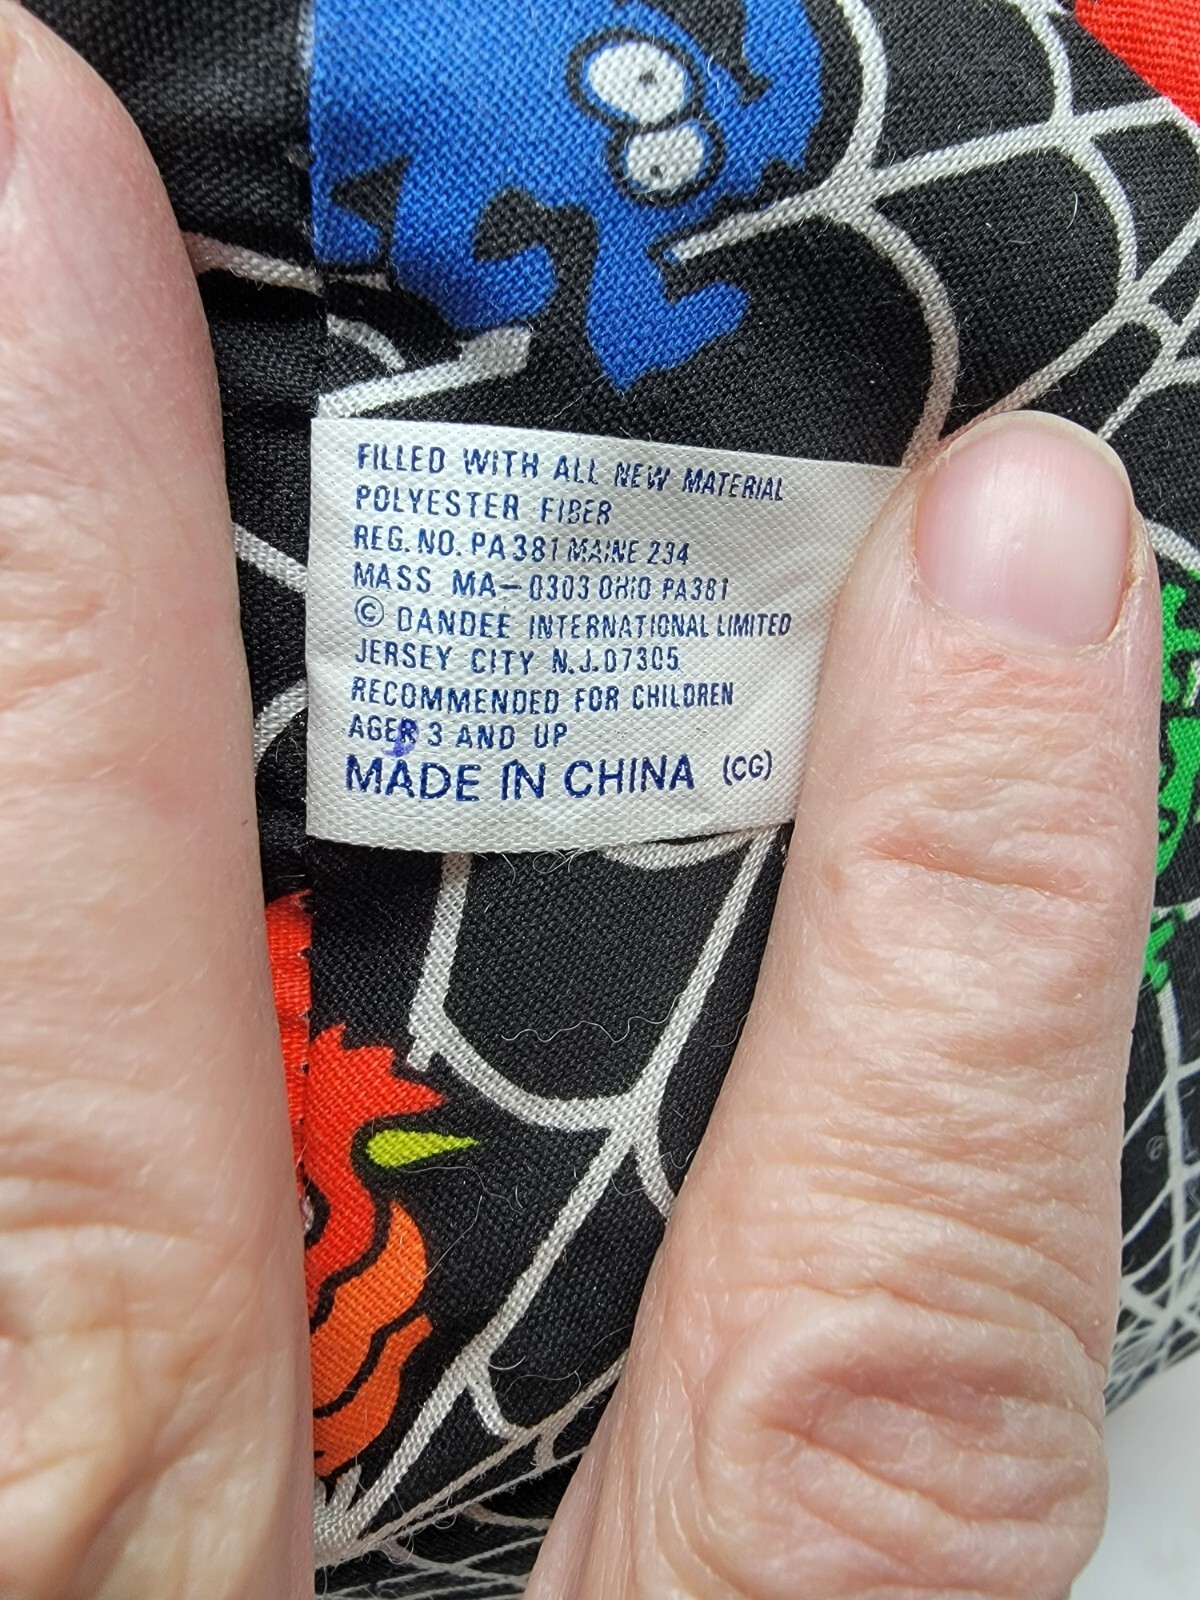 FILLED WITH ALL NEW MATERIAL
POLYESTER FIBER
REG. NO. PA 381 MAINE 234
MASS MA-0303 OHIO PA381
© DANDEE INTERNATIONAL LIMITED
JERSEY CITY N.J.07305
RECOMMENDED FOR CHILDREN
AGER 3 AND UP
MADE IN CHINA (CG)